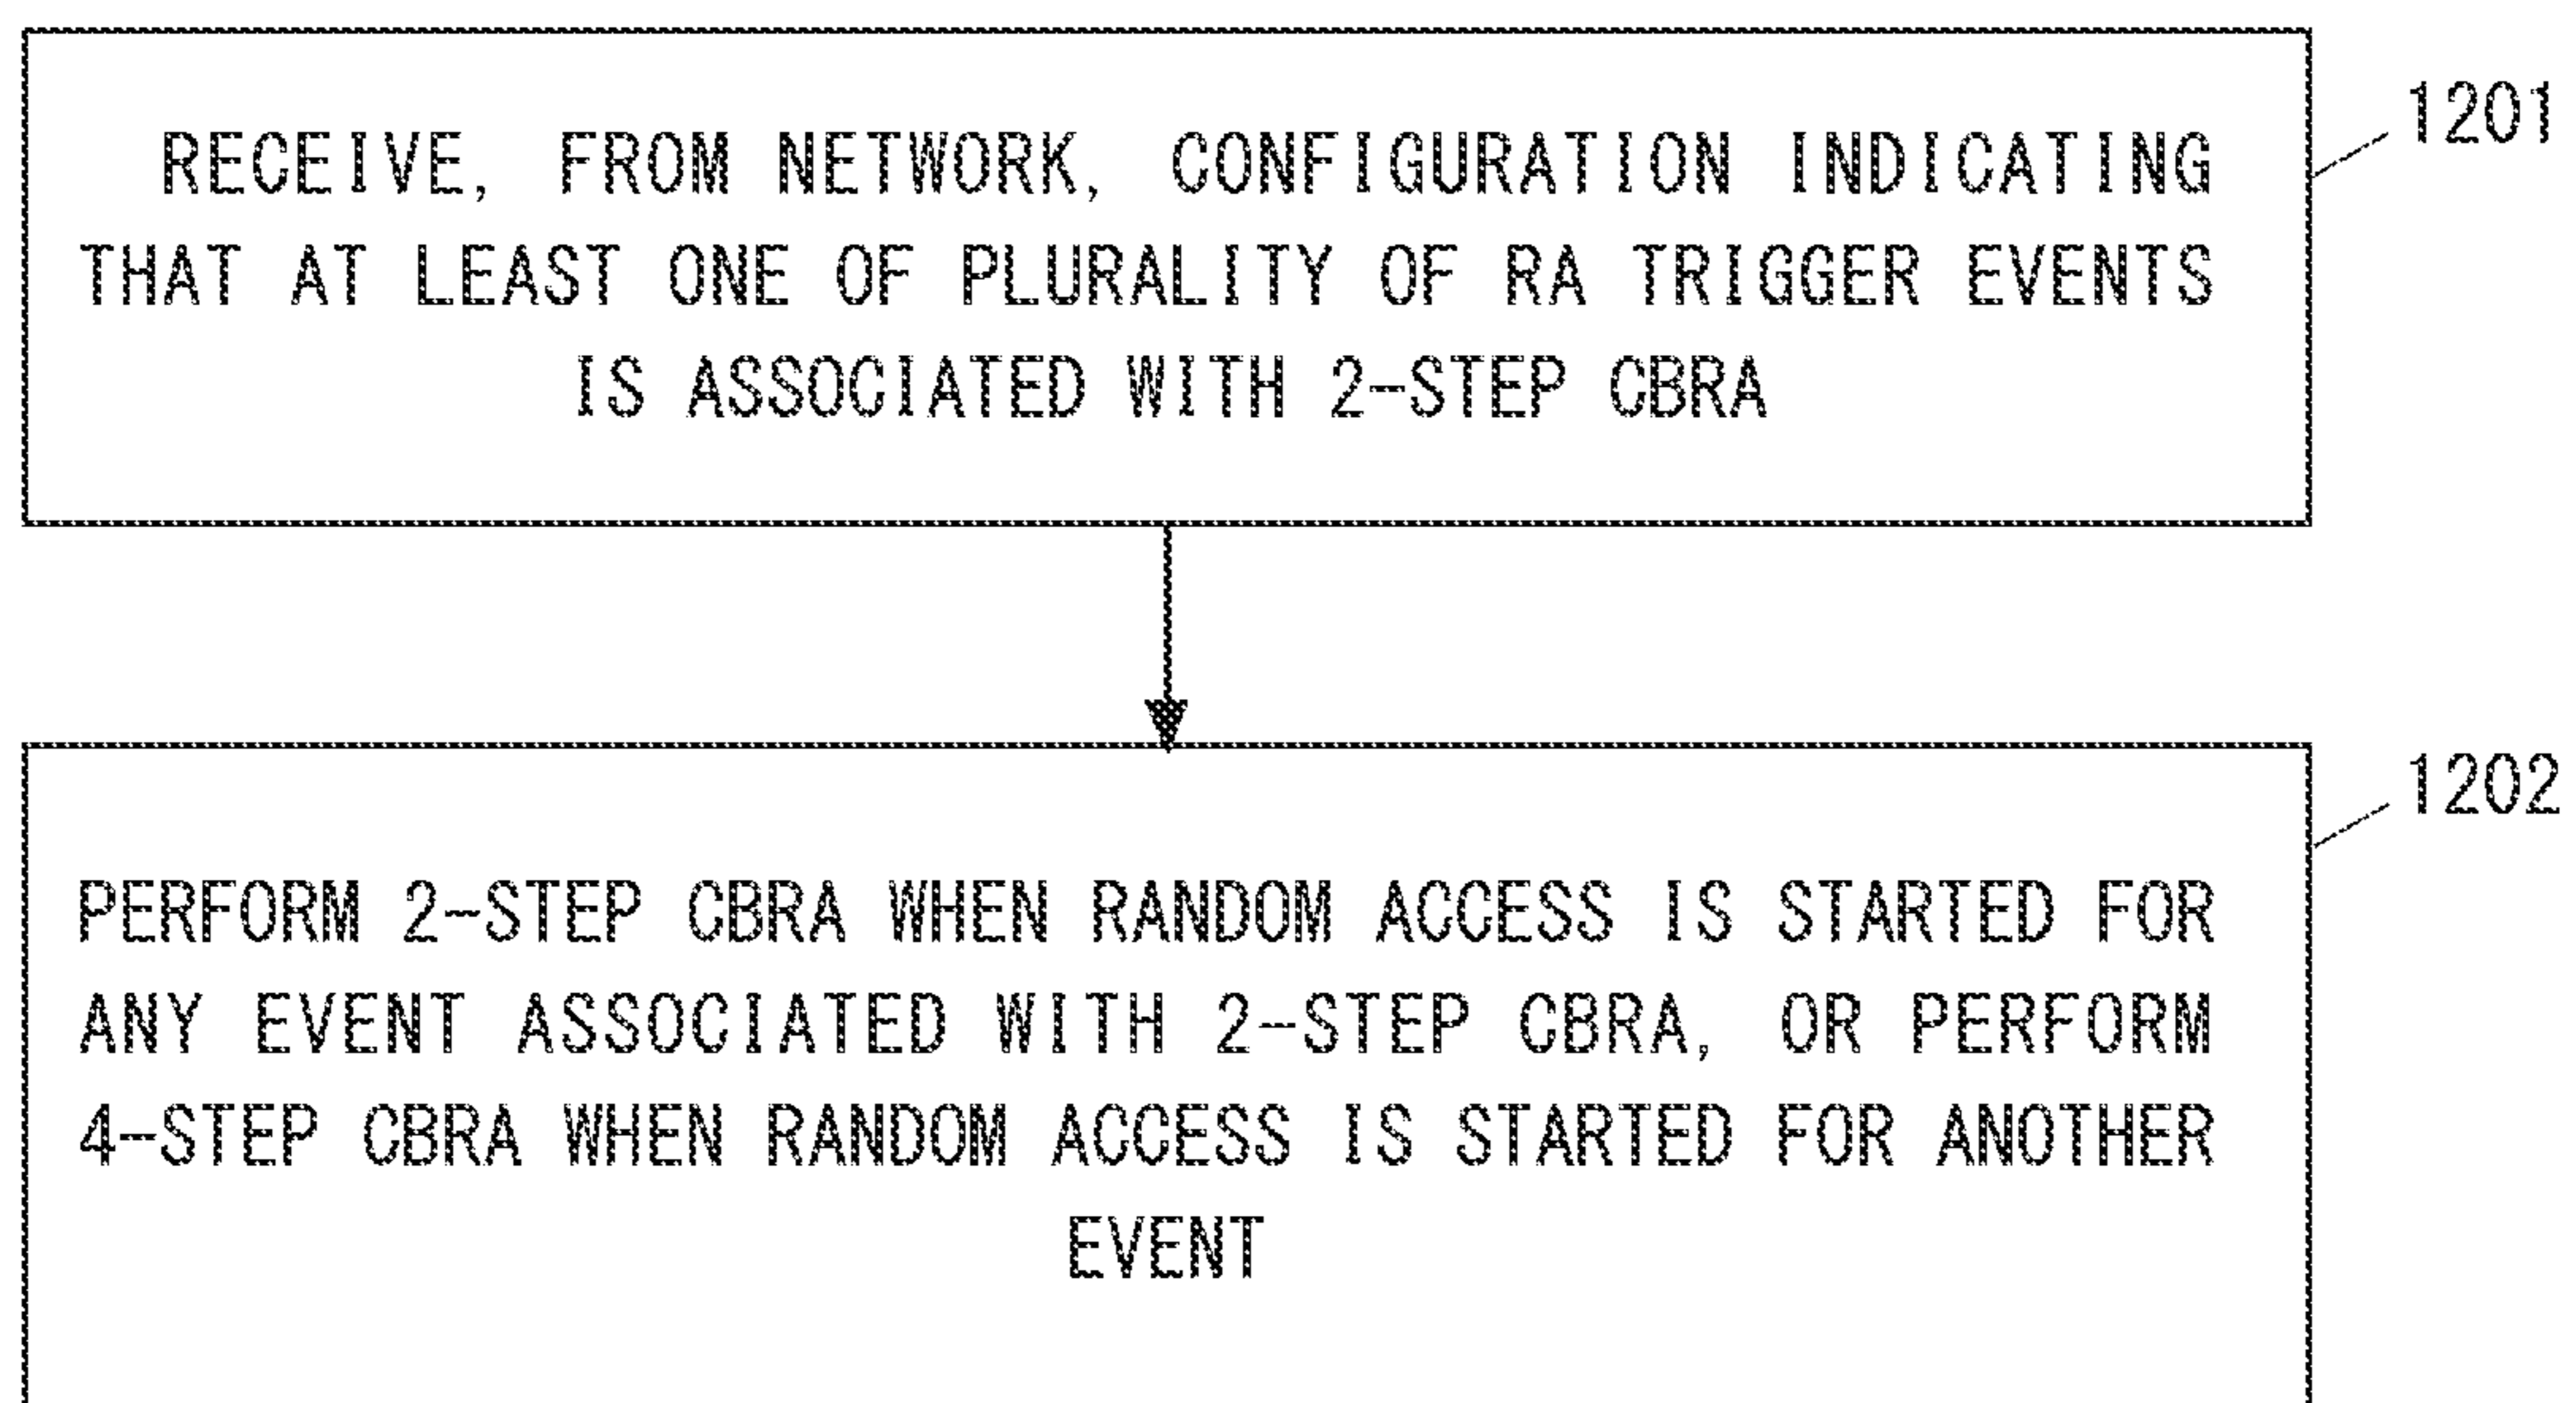 1201
RECEIVE, FROM NETWORK, CONFIGURATION INDICATING
THAT AT LEAST ONE OF PLURALITY OF RA TRIGGER EVENTS
IS ASSOCIATED WITH 2-STEP CBRA
1202
PERFORM 2-STEP CBRA WHEN RANDOM ACCESS IS STARTED FOR
ANY EVENT ASSOCIATED WITH 2-STEP CBRA, OR PERFORM
4-STEP CBRA WHEN RANDOM ACCESS IS STARTED FOR ANOTHER
EVENT